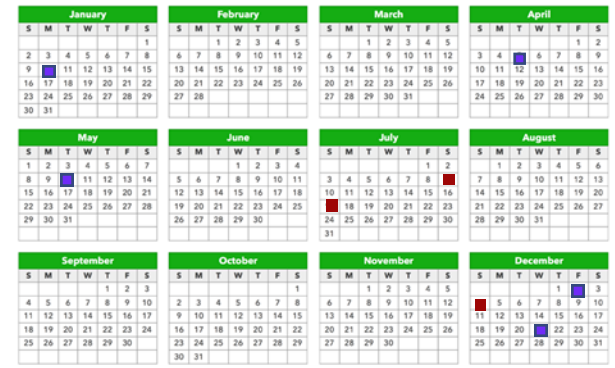 January
S M T W T F S
1
2 3 4 5 6 7 8
9 11 12 13 14 15
16 17 18 19 20 21 22
23 24 25 26 27 28 29
30 31
February
S M T W T F S
1 2 3 4 5
6 7 8 9 10 11 12
13 14 15 16 17 18 19
20 21 22 23 24 25 26
27 28
March
S M T W T F S
1 2 3 4 5
6 7 8 9 10 11 12
13 14 15 16 17 18 19
20 21 22 23 24 25 26
27 28 29 30 31
April
S M T W T F S
1 2
3 4 6 7 8 9
10 11 12 13 14 15 16
17 18 19 20 21 22 23
24 25 26 27 28 29 30
May
S M T W T F S
1 2 3 4 5 6 7
8 9 11 12 13 14
15 16 17 18 19 20 21
22 23 24 25 26 27 28
29 30 31
June
S M T W T F S
1 2 3 4
5 6 7 8 9 10 11
12 13 14 15 16 17 18
19 20 21 22 23 24 25
26 27 28 29 30
July
S M T W T F S
1 2
3 4 5 6 7 8
10 11 12 13 14 15 16
18 19 20 21 22 23
24 25 26 27 28 29 30
31
August
S M T W T F S
1 2 3 4 5 6
7 8 9 10 11 12 13
14 15 16 17 18 19 20
21 22 23 24 25 26 27
28 29 30 31
September
S M T W T F S
1 2 3
4 5 6 7 8 9 10
11 12 13 14 15 16 17
18 19 20 21 22 23 24
25 26 27 28 29 30
October
S M T W T F S
1
2 3 4 5 6 7 8
9 10 11 12 13 14 15
16 17 18 19 20 21 22
23 24 25 26 27 28 29
30 31
November
S M T W T F S
1 2 3 4 5
6 7 8 9 10 11 12
13 14 15 16 17 18 19
20 21 22 23 24 25 26
27 28 29 30
December
S M T W T F S
1 3
5 6 7 8 9 10
11 12 13 14 15 16 17
18 19 20 22 23 24
25 26 27 28 29 30 31